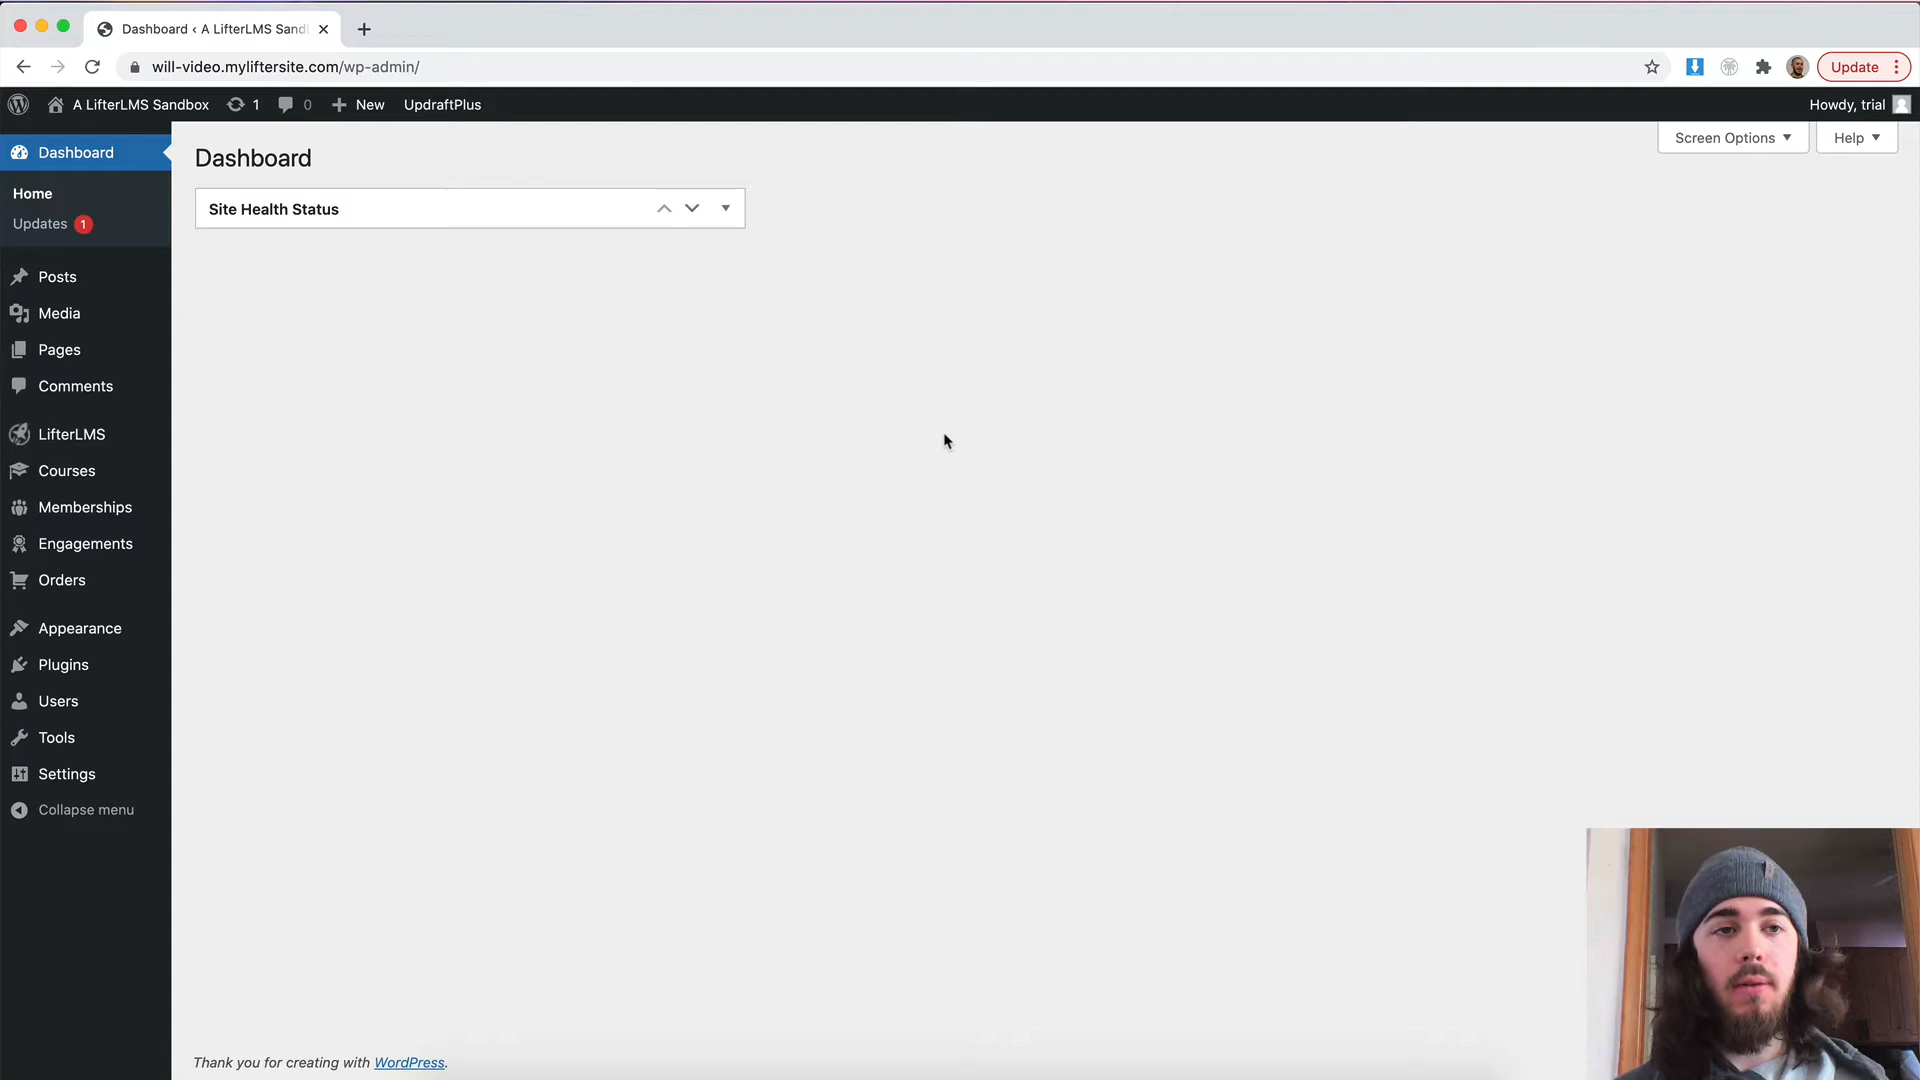 Dashboard ‹ A LifterLMS Sand
will-video.myliftersite.com/wp-admin/
Update
A LifterLMS Sandbox 1 0 New UpdraftPlus
Howdy, trial
Dashboard
Home
Updates 1
Posts
Media
Pages
Comments
LifterLMS
Courses
Memberships
Engagements
Orders
Appearance
Plugins
Users
Tools
Settings
Collapse menu
Screen Options
Help
Dashboard
Site Health Status
Thank you for creating with WordPress.